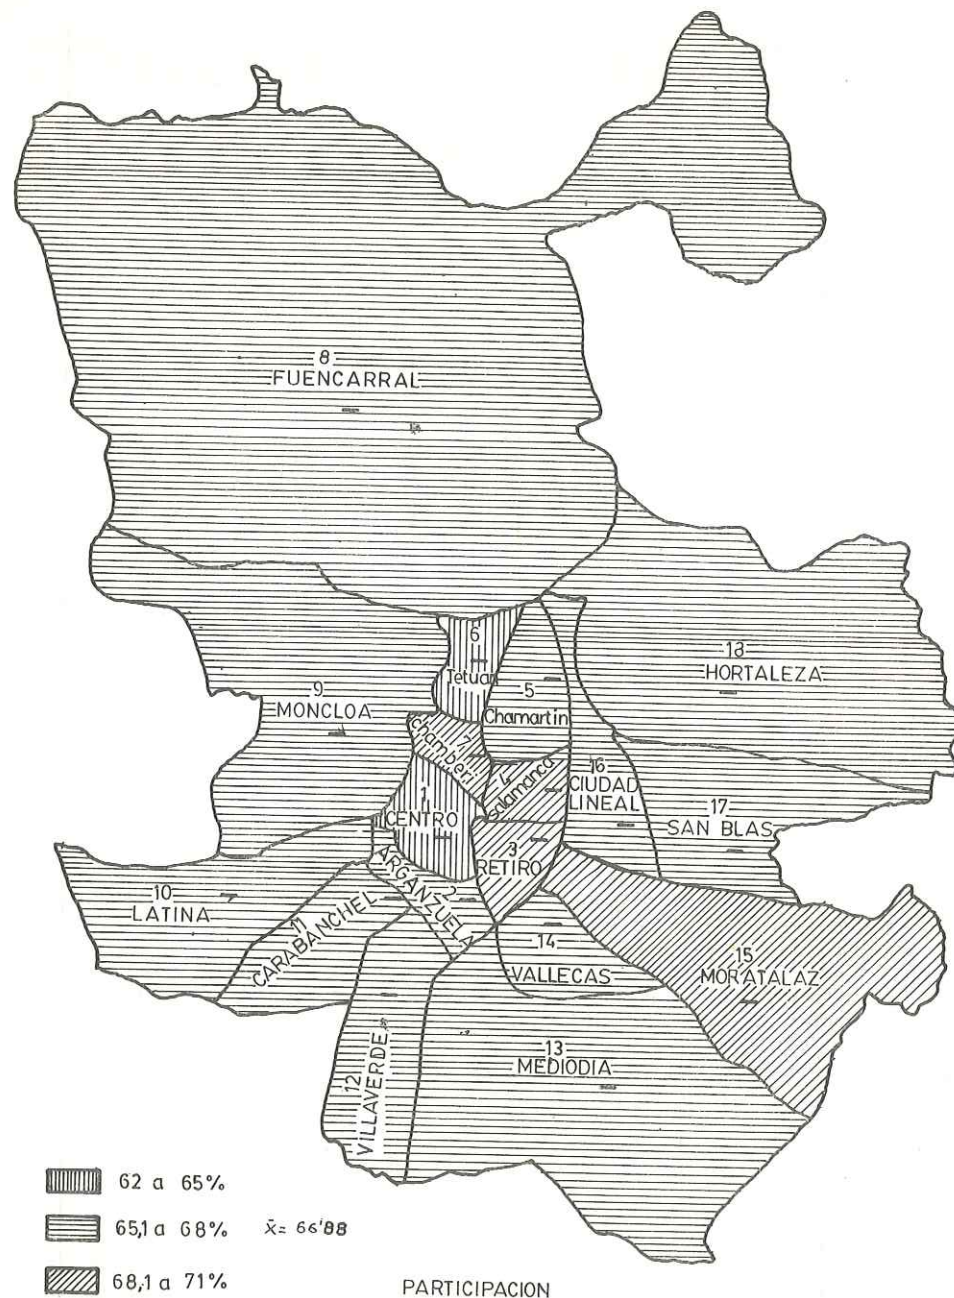 8
FUENCARRAL
6
Tetuan
5
Chamartin
18
HORTALEZA
9
MONCLOA
7
chamberi
4
Salamanca
16
CIUDAD
LINEAL
1
CENTRO
17
SAN BLAS
3
RETIRO
2
ARGANZUELA
10
LATINA
11
CARABANCHEL
14
VALLECAS
15
MORATALAZ
12
VILLAVERDE
13
MEDIODIA
62 a 65%
65,1 a 68% x̄= 66'88
68,1 a 71%
PARTICIPACION